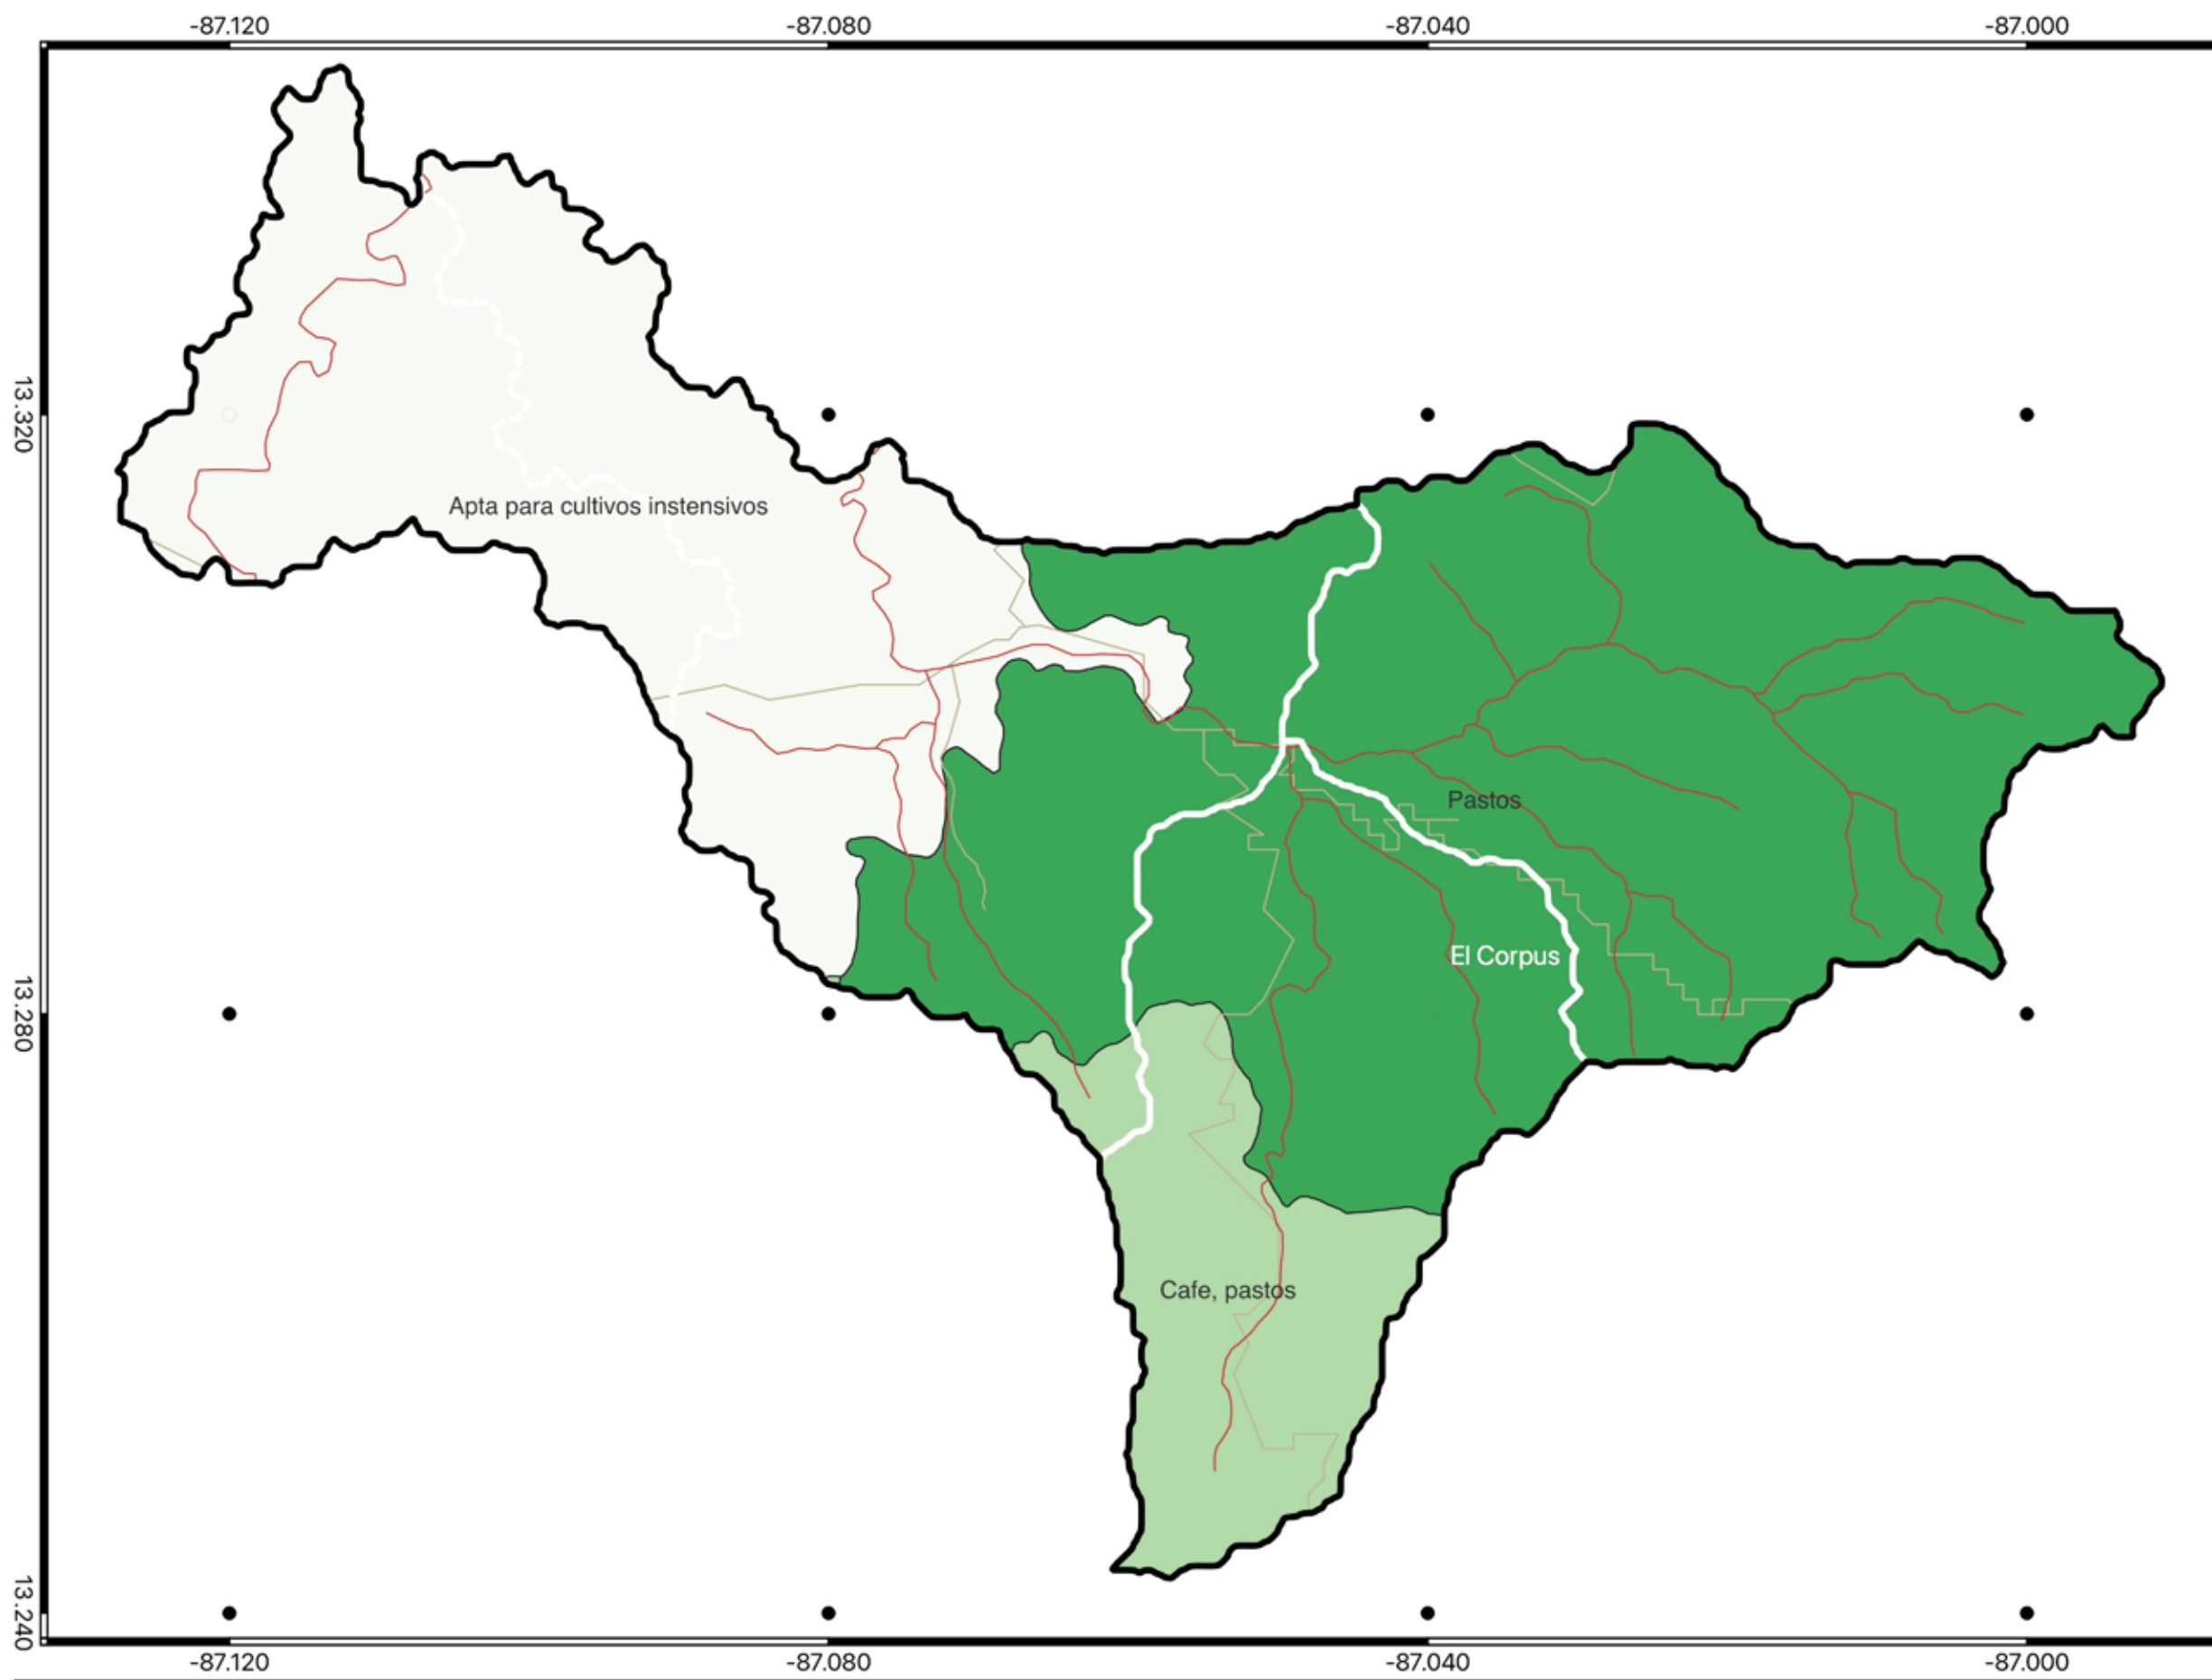 -87.120 -87.080 -87.040 -87.000
13.320
Apta para cultivos instensivos
Pastos
El Corpus
13.280
Cafe, pastos
13.240
-87.120 -87.080 -87.040 -87.000